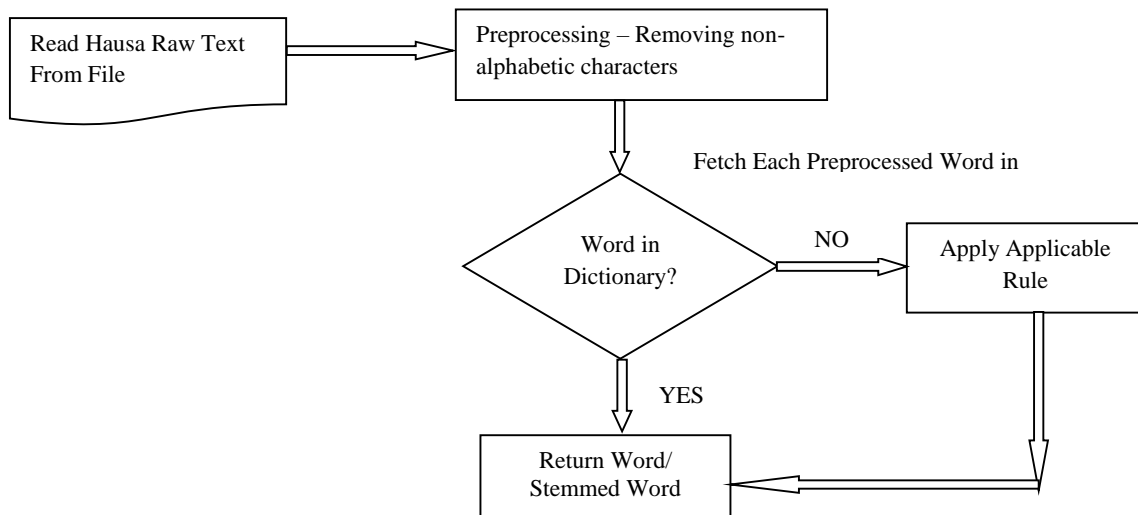 Read Hausa Raw Text
From File
Preprocessing – Removing non-
alphabetic characters
Fetch Each Preprocessed Word in
Word in
Dictionary?
NO
Apply Applicable
Rule
YES
Return Word/
Stemmed Word